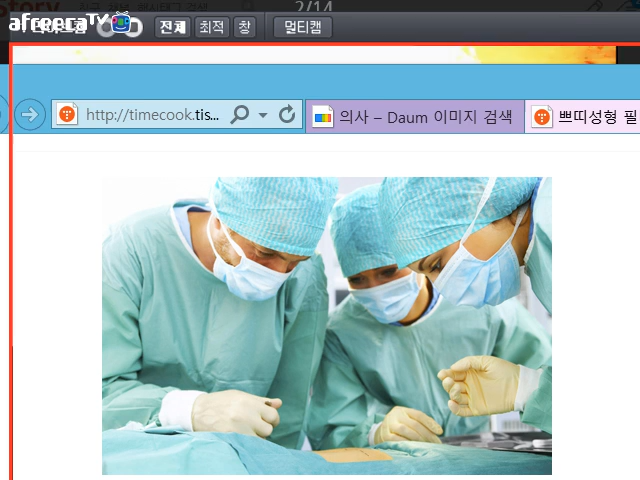 afreecaTV
2/14
전체 최적 창 멀티캠
http://timecook.tis...
의사 – Daum 이미지 검색
쁘띠성형 필